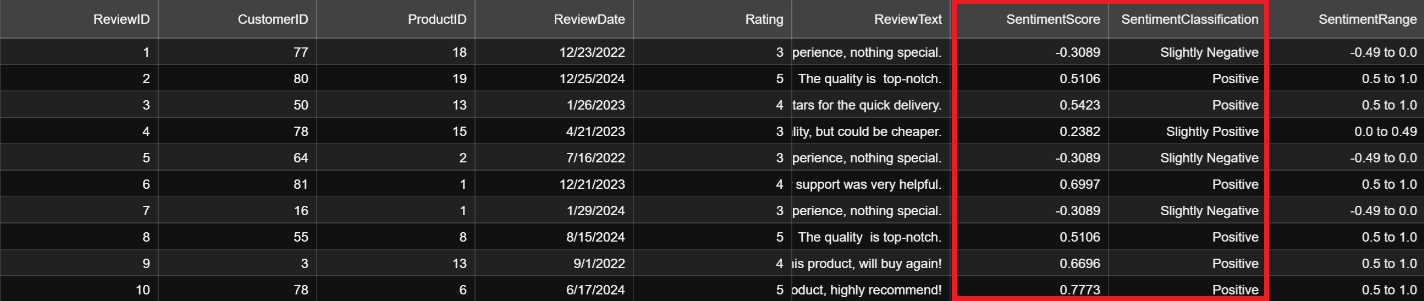 ReviewID CustomerID ProductID ReviewDate Rating ReviewText SentimentScore SentimentClassification SentimentRange
1 77 18 12/23/2022 3 perience, nothing special. -0.3089 Slightly Negative -0.49 to 0.0
2 80 19 12/25/2024 5 The quality is  top-notch. 0.5106 Positive 0.5 to 1.0
3 50 13 1/26/2023 4 tars for the quick delivery. 0.5423 Positive 0.5 to 1.0
4 78 15 4/21/2023 3 lity, but could be cheaper. 0.2382 Slightly Positive 0.0 to 0.49
5 64 2 7/16/2022 3 perience, nothing special. -0.3089 Slightly Negative -0.49 to 0.0
6 81 1 12/21/2023 4 support was very helpful. 0.6997 Positive 0.5 to 1.0
7 16 1 1/29/2024 3 perience, nothing special. -0.3089 Slightly Negative -0.49 to 0.0
8 55 8 8/15/2024 5 The quality  is top-notch. 0.5106 Positive 0.5 to 1.0
9 3 13 9/1/2022 4 his product, will buy again! 0.6696 Positive 0.5 to 1.0
10 78 6 6/17/2024 5 oduct, highly recommend! 0.7773 Positive 0.5 to 1.0